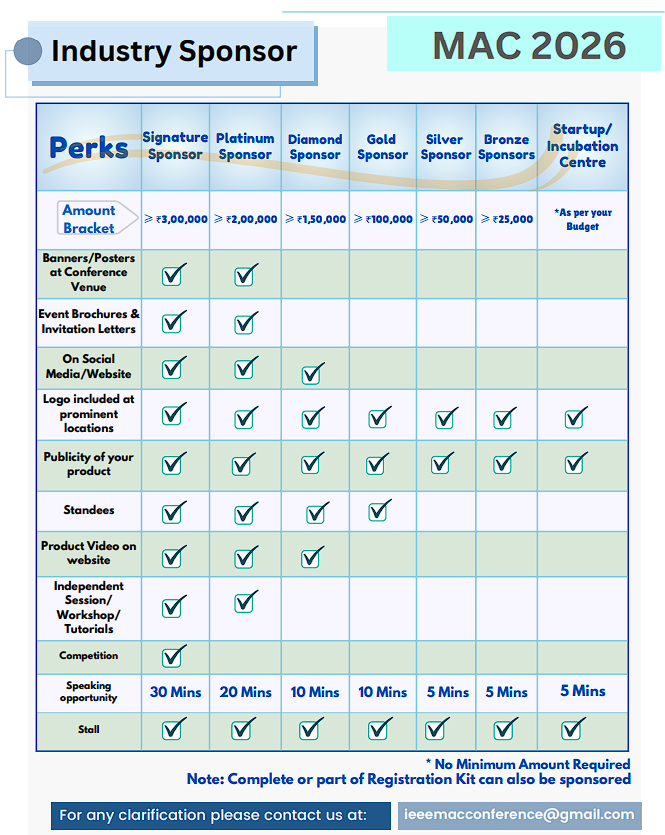 Industry Sponsor
MAC 2026
Perks
Signature Sponsor
Platinum Sponsor
Diamond Sponsor
Gold Sponsor
Silver Sponsor
Bronze Sponsors
Startup/ Incubation Centre
Amount Bracket
≥ ₹3,00,000
≥ ₹2,00,000
≥ ₹1,50,000
≥ ₹100,000
≥ ₹50,000
≥ ₹25,000
*As per your Budget
Banners/Posters
at Conference
Venue
Event Brochures &
Invitation Letters
On Social
Media/Website
Logo included at
prominent
locations
Publicity of your
product
Standees
Product Video on
website
Independent
Session/
Workshop/
Tutorials
Competition
Speaking
opportunity
30 Mins 20 Mins 10 Mins 10 Mins 5 Mins 5 Mins 5 Mins
Stall
* No Minimum Amount Required
Note: Complete or part of Registration Kit can also be sponsored
For any clarification please contact us at: ieeemacconference@gmail.com